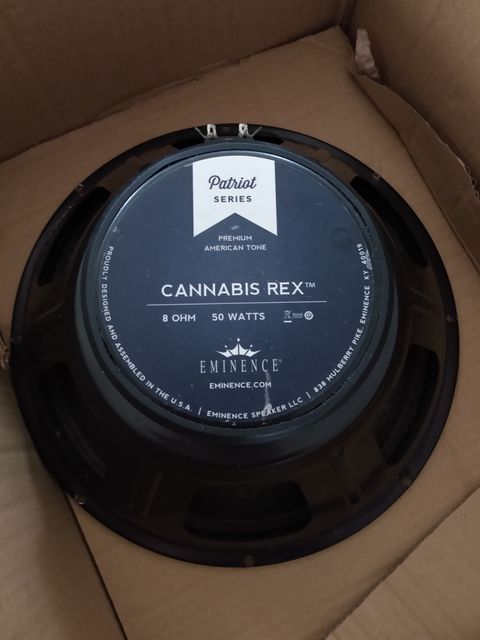 Patriot
SERIES
PREMIUM
AMERICAN TONE
CANNABIS REX™
8 OHM 50 WATTS
EMINENCE®
EMINENCE.COM
PROUDLY DESIGNED AND ASSEMBLED IN THE U.S.A. | EMINENCE SPEAKER LLC | 838 MULBERRY PIKE, EMINENCE KY 40019